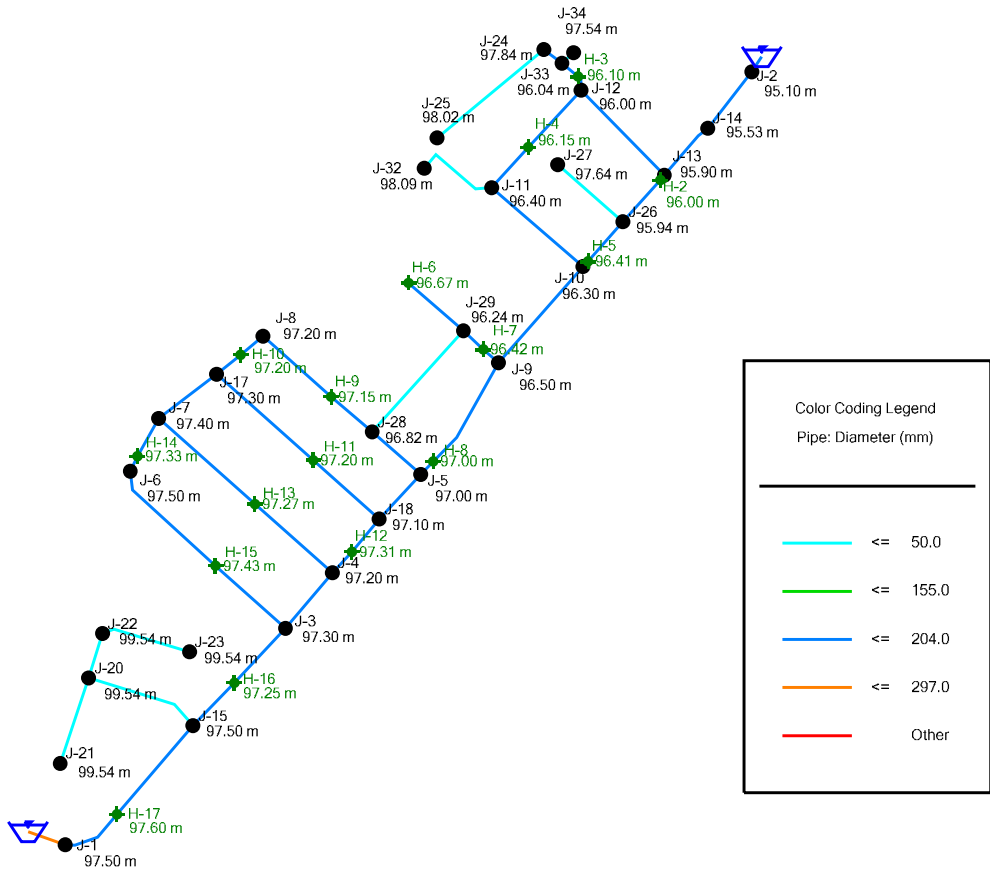 J-34
97.54 m
J-24
97.84 m
H-3
96.10 m
J-33
96.04 m
J-12
96.00 m
J-2
95.10 m
J-25
98.02 m
H-4
96.15 m
J-14
95.53 m
J-32
98.09 m
J-27
97.64 m
J-13
95.90 m
J-11
96.40 m
H-2
96.00 m
J-26
95.94 m
H-5
96.41 m
J-10
96.30 m
H-6
96.67 m
J-29
96.24 m
J-8
97.20 m
H-7
96.42 m
H-10
97.20 m
J-9
96.50 m
J-17
97.30 m
H-9
97.15 m
J-7
97.40 m
J-28
96.82 m
H-14
97.33 m
H-11
97.20 m
H-8
97.00 m
J-6
97.50 m
J-5
97.00 m
H-13
97.27 m
J-18
97.10 m
H-12
97.31 m
H-15
97.43 m
J-4
97.20 m
J-22
99.54 m
J-3
97.30 m
J-23
99.54 m
J-20
99.54 m
H-16
97.25 m
J-15
97.50 m
J-21
99.54 m
H-17
97.60 m
J-1
97.50 m
Color Coding Legend
Pipe: Diameter (mm)
<= 50.0
<= 155.0
<= 204.0
<= 297.0
Other